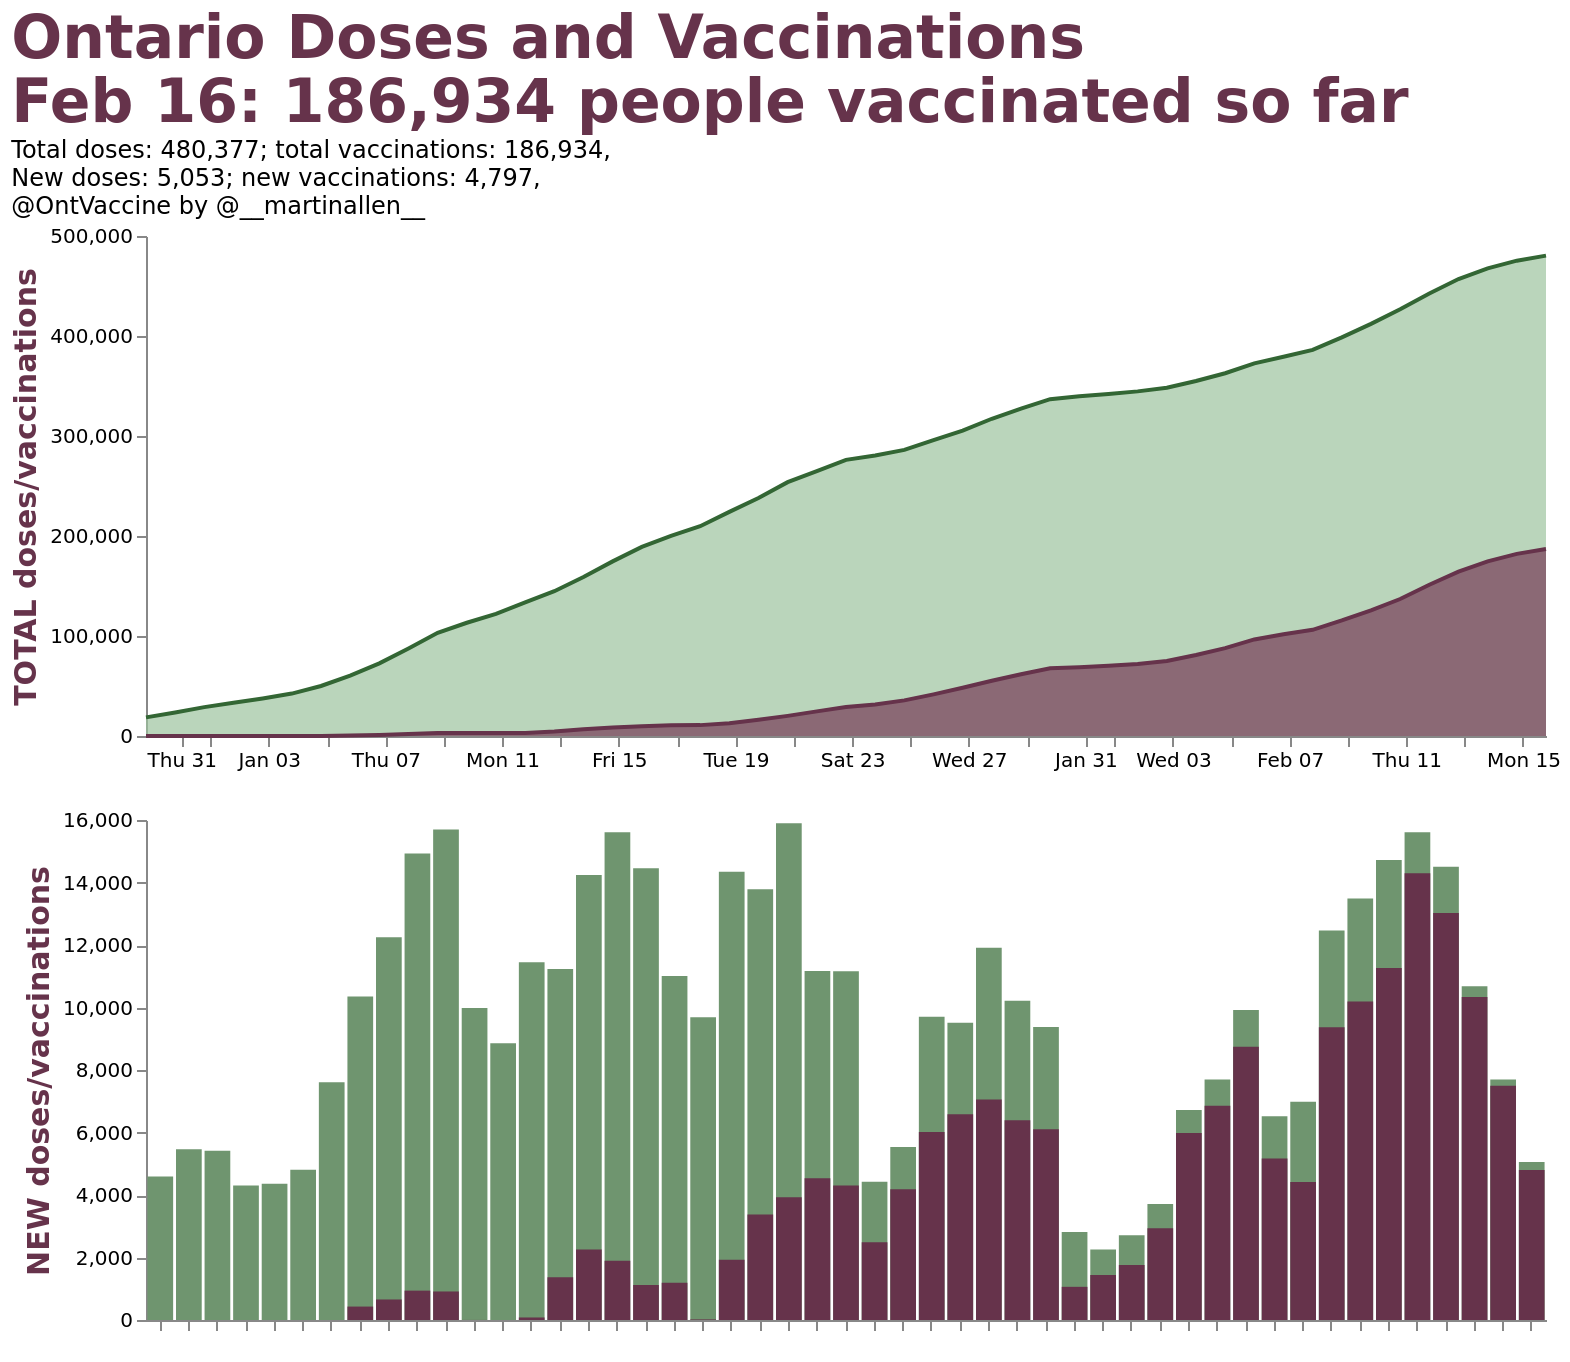 Ontario Doses and Vaccinations
Feb 16: 186,934 people vaccinated so far
Total doses: 480,377; total vaccinations: 186,934,
New doses: 5,053; new vaccinations: 4,797,
@OntVaccine by @__martinallen__
TOTAL doses/vaccinations
500,000
400,000
300,000
200,000
100,000
0
Thu 31 Jan 03 Thu 07 Mon 11 Fri 15 Tue 19 Sat 23 Wed 27 Jan 31 Wed 03 Feb 07 Thu 11 Mon 15
NEW doses/vaccinations
16,000
14,000
12,000
10,000
8,000
6,000
4,000
2,000
0